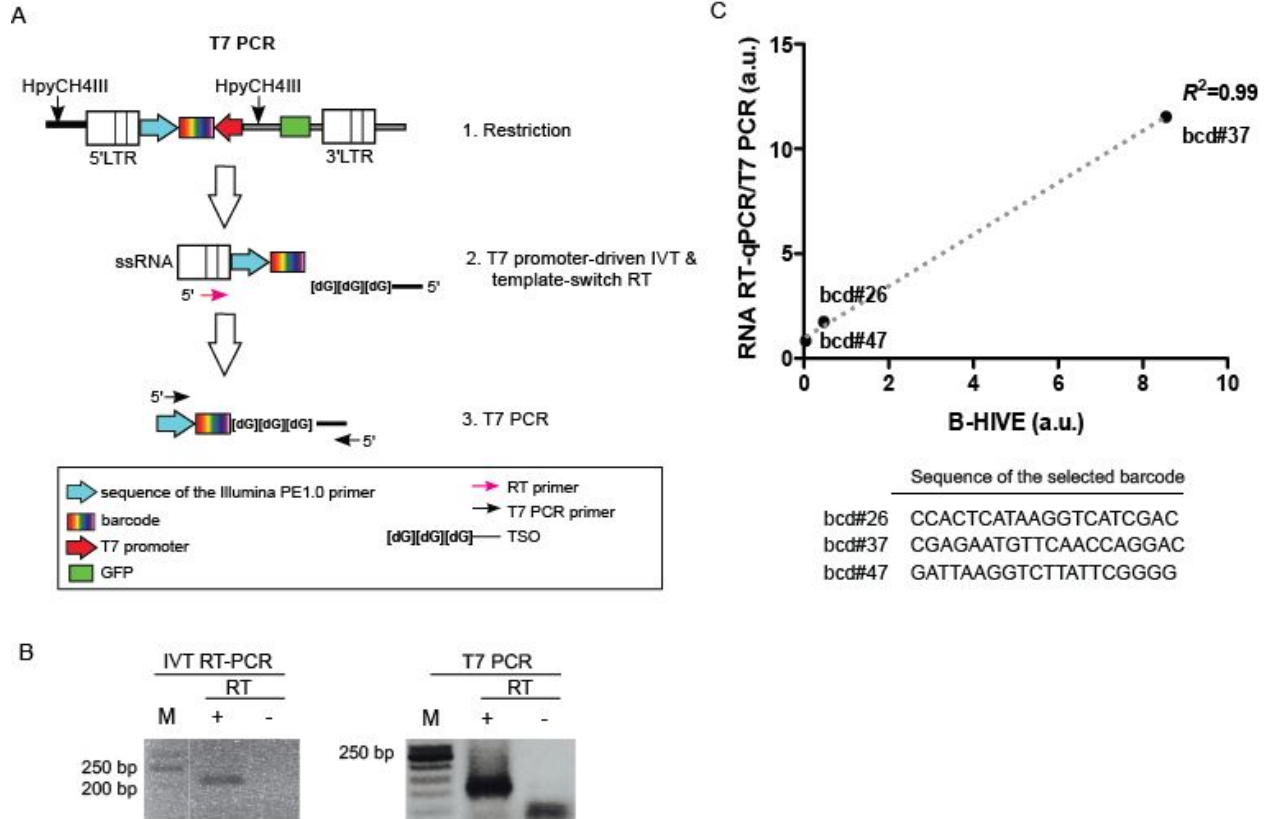 A
T7 PCR
HpyCH4III
HpyCH4III
5'LTR
3'LTR
1. Restriction
ssRNA
5'
[dG][dG][dG]
5'
2. T7 promoter-driven IVT &
template-switch RT
5'
[dG][dG][dG]
5'
3. T7 PCR
sequence of the Illumina PE1.0 primer
barcode
T7 promoter
GFP
RT primer
T7 PCR primer
[dG][dG][dG]
TSO
B
IVT RT-PCR
RT
M + -
250 bp
200 bp
T7 PCR
RT
M + -
250 bp
C
RNA RT-qPCR/T7 PCR (a.u.)
15
10
5
0
R²=0.99
bcd#37
bcd#26
bcd#47
0 2 4 6 8 10
B-HIVE (a.u.)
Sequence of the selected barcode
bcd#26 CCACTCATAAGGTCATCGAC
bcd#37 CGAGAATGTTCAACCAGGAC
bcd#47 GATTAAGGTCTTATTCGGGG